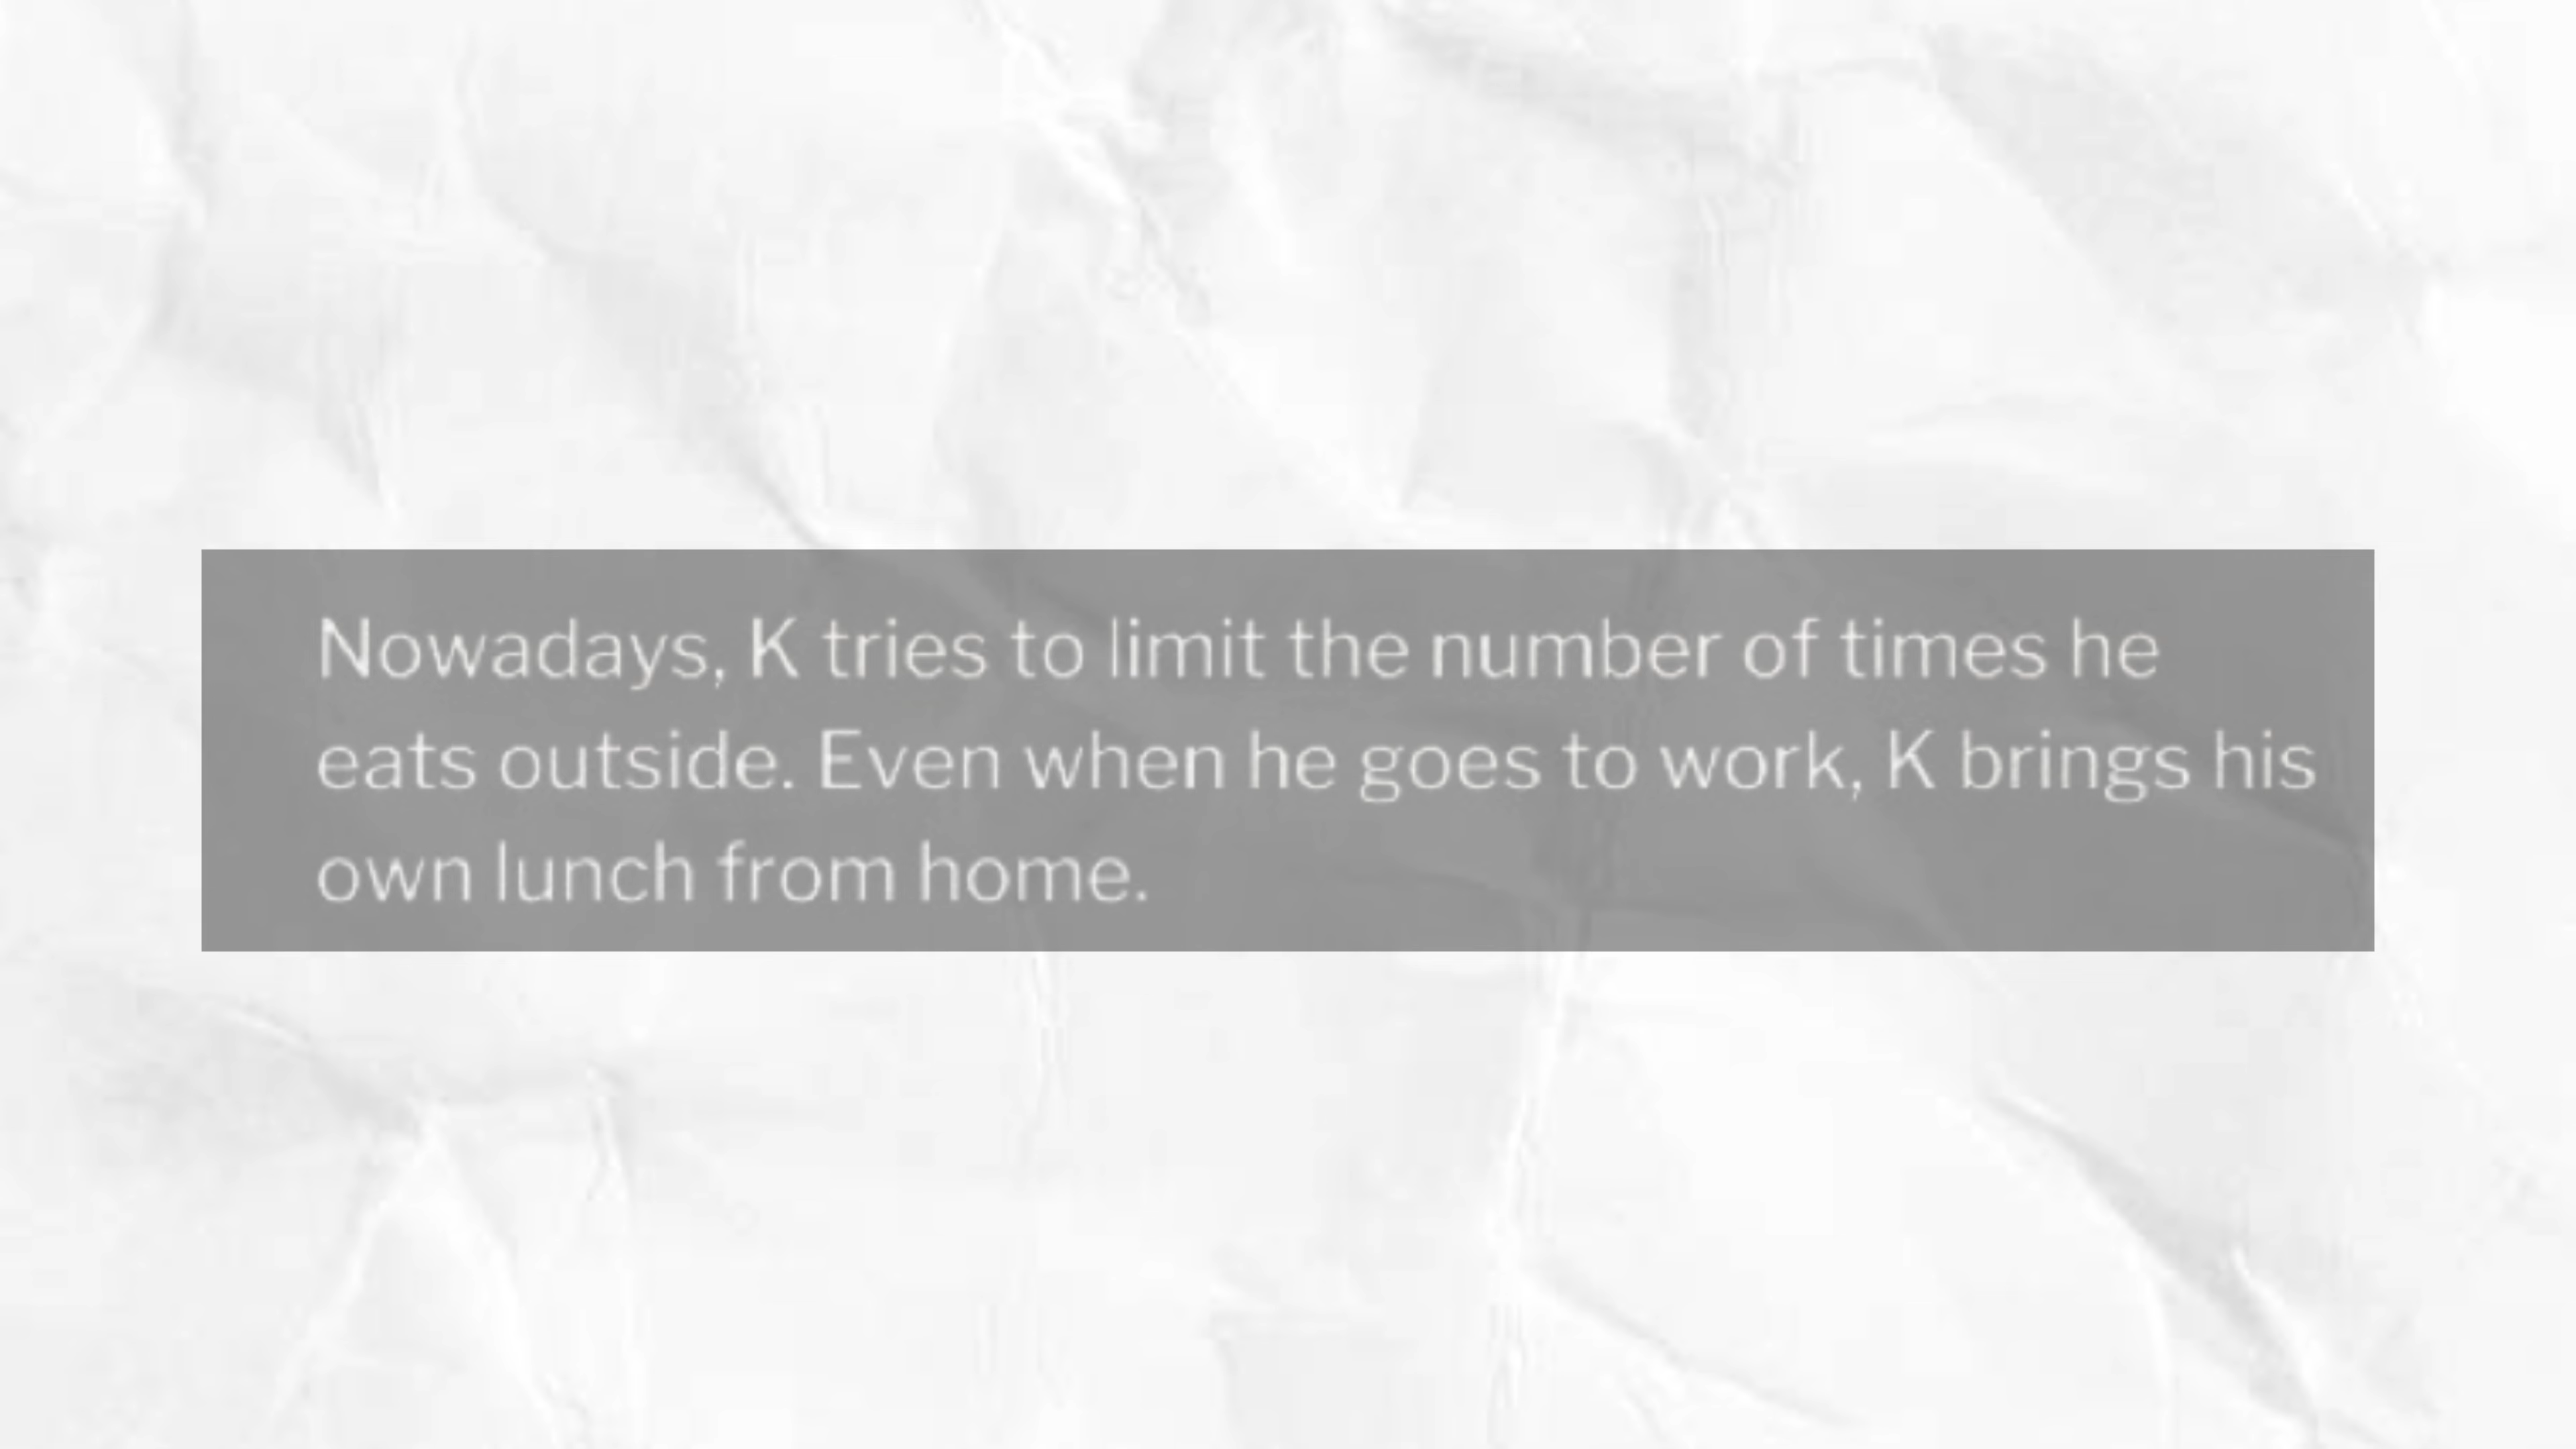 Nowadays, K tries to limit the number of times he
eats outside. Even when he goes to work, K brings his
own lunch from home.